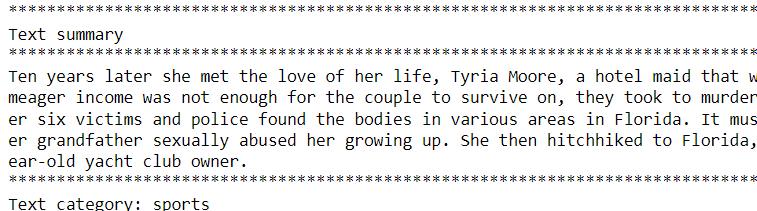 ******************************************************************************
Text summary
******************************************************************************
Ten years later she met the love of her life, Tyria Moore, a hotel maid that w
meager income was not enough for the couple to survive on, they took to murder
er six victims and police found the bodies in various areas in Florida. It mus
er grandfather sexually abused her growing up. She then hitchhiked to Florida,
ear-old yacht club owner.
******************************************************************************
Text category: sports